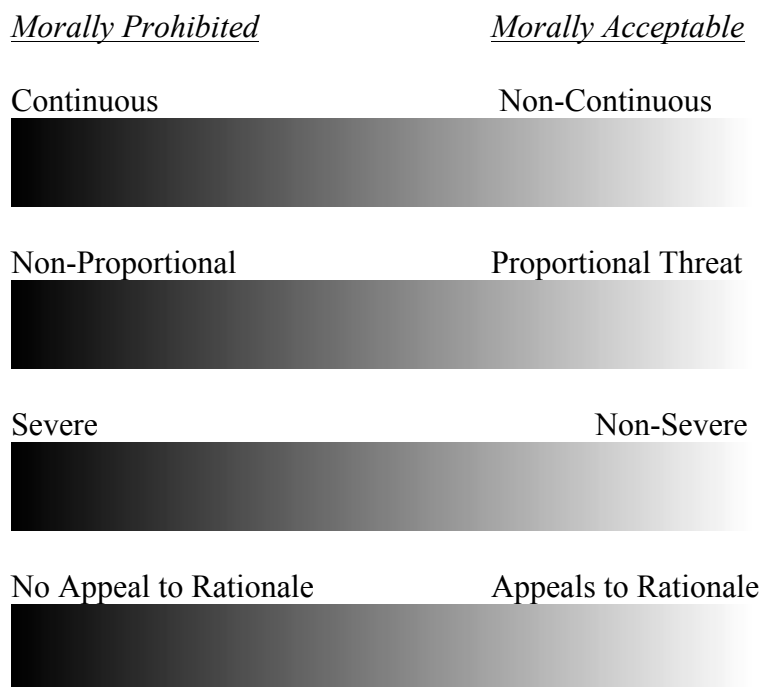 Morally Prohibited Morally Acceptable
Continuous Non-Continuous
Non-Proportional Proportional Threat
Severe Non-Severe
No Appeal to Rationale Appeals to Rationale